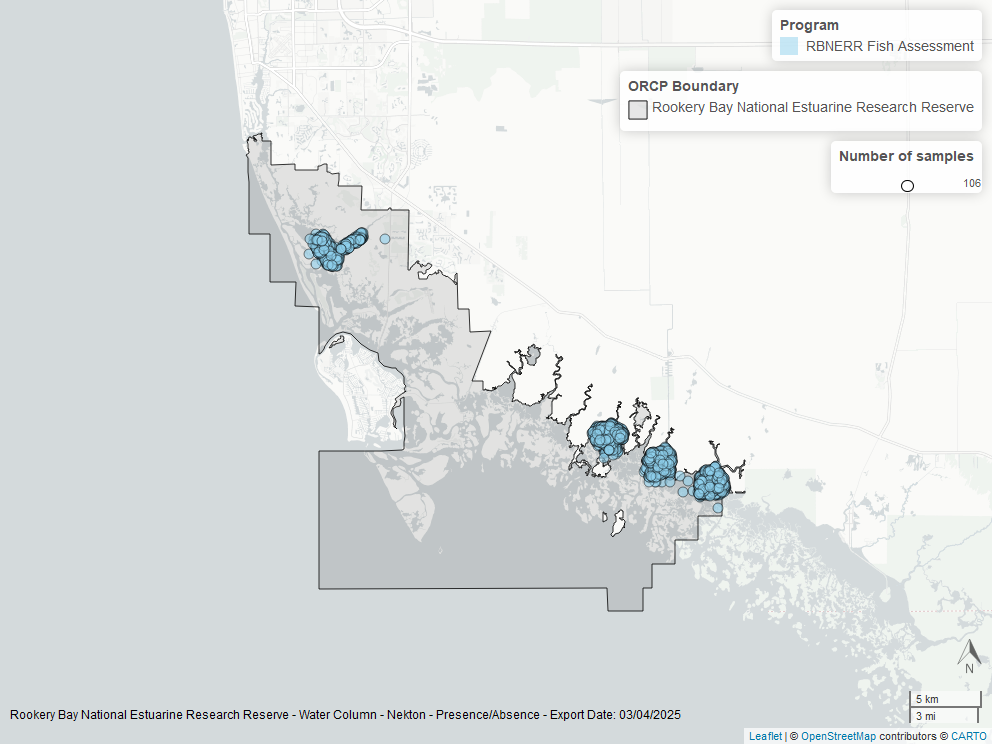 Program
RBNERR Fish Assessment
ORCP Boundary
Rookery Bay National Estuarine Research Reserve
Number of samples
106
N
5 km
3 mi
Rookery Bay National Estuarine Research Reserve - Water Column - Nekton - Presence/Absence - Export Date: 03/04/2025
Leaflet | © OpenStreetMap contributors © CARTO